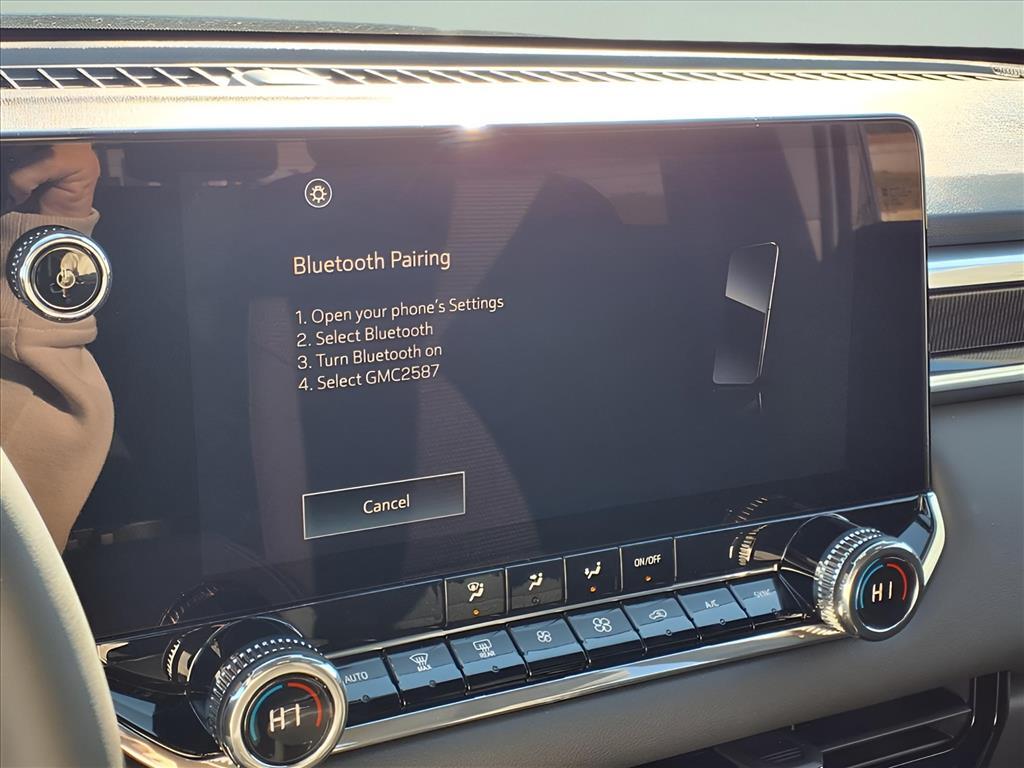 Bluetooth Pairing
1. Open your phone's Settings
2. Select Bluetooth
3. Turn Bluetooth on
4. Select GMC2587
Cancel
ON/OFF
AUTO
MAX
REAR
A/C
SYNC
HI
HI